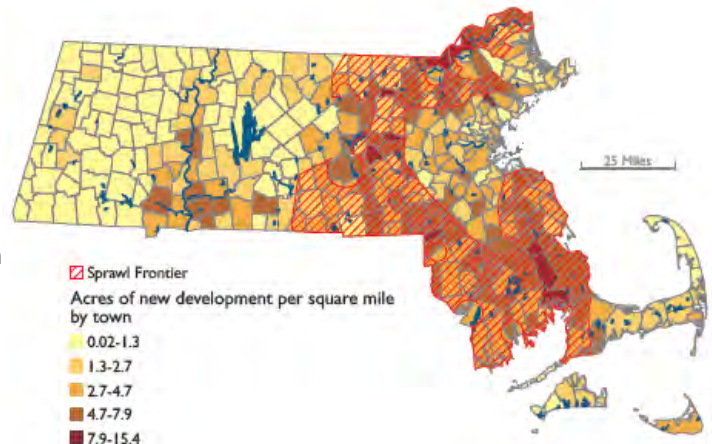 25 Miles
Sprawl Frontier
Acres of new development per square mile
by town
0.02-1.3
1.3-2.7
2.7-4.7
4.7-7.9
7.9-15.4